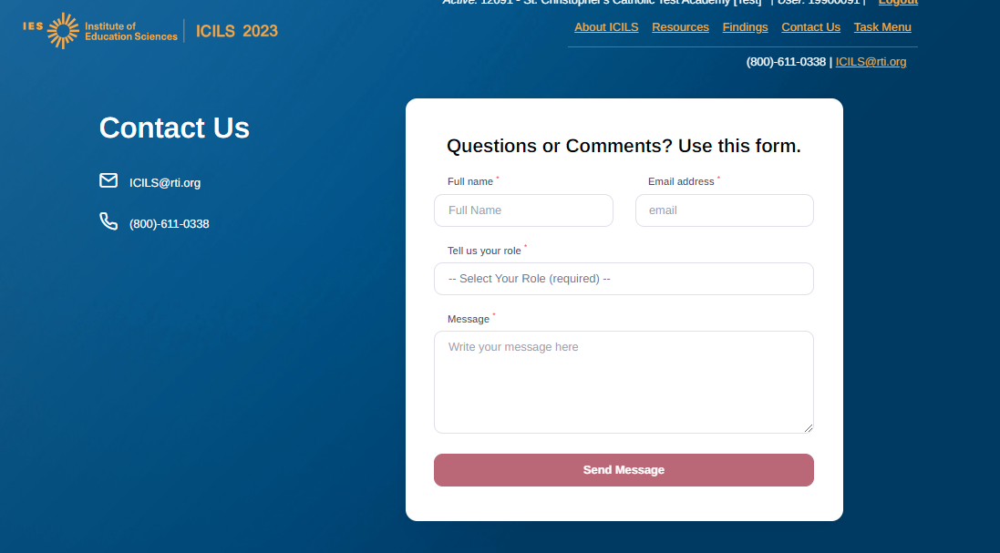 Active: 12091 - St. Christopher's Catholic Test Academy [Test] | User: 19900091 | Logout
IES Institute of
Education Sciences
ICILS 2023
About ICILS Resources Findings Contact Us Task Menu
(800)-611-0338 | ICILS@rti.org
Contact Us
ICILS@rti.org
(800)-611-0338
Questions or Comments? Use this form.
Full name * Email address *
Full Name email
Tell us your role *
-- Select Your Role (required) --
Message *
Write your message here
Send Message